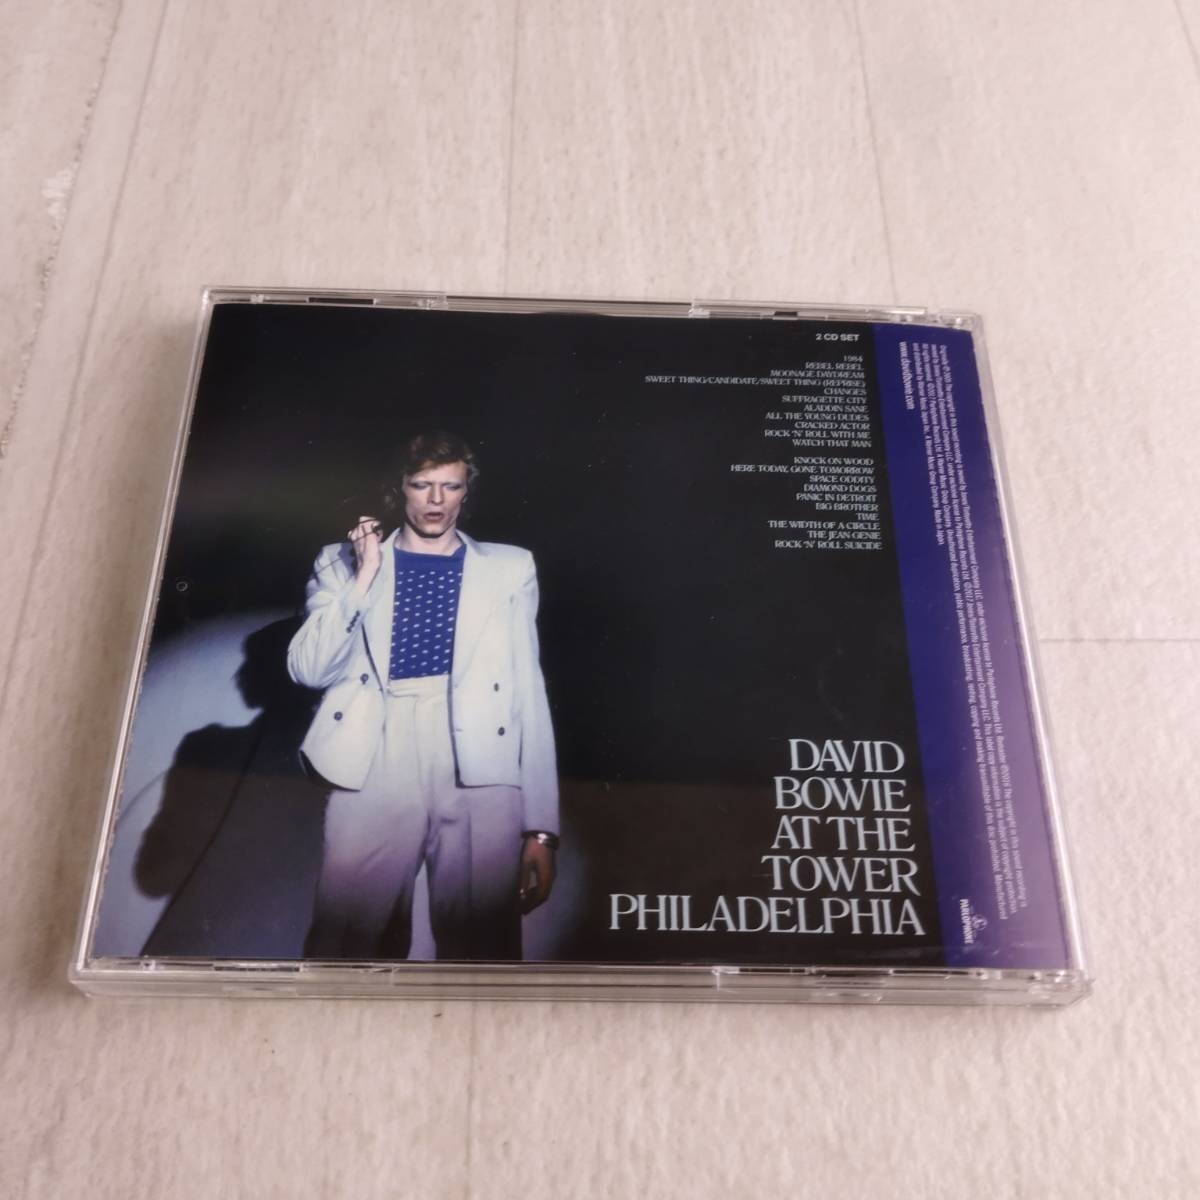 2 CD SET
1984
REBEL REBEL
MOONAGE DAYDREAM
SWEET THING/CANDIDATE/SWEET THING (REPRISE)
CHANGES
SUFFRAGETTE CITY
ALADDIN SANE
ALL THE YOUNG DUDES
CRACKED ACTOR
ROCK 'N' ROLL WITH ME
WATCH THAT MAN
KNOCK ON WOOD
HERE TODAY, GONE TOMORROW
SPACE ODDITY
DIAMOND DOGS
PANIC IN DETROIT
BIG BROTHER
TIME
THE WIDTH OF A CIRCLE
THE JEAN GENIE
ROCK 'N' ROLL SUICIDE
DAVID
BOWIE
AT THE
TOWER
PHILADELPHIA
www.davidbowie.com
PARLOPHONE